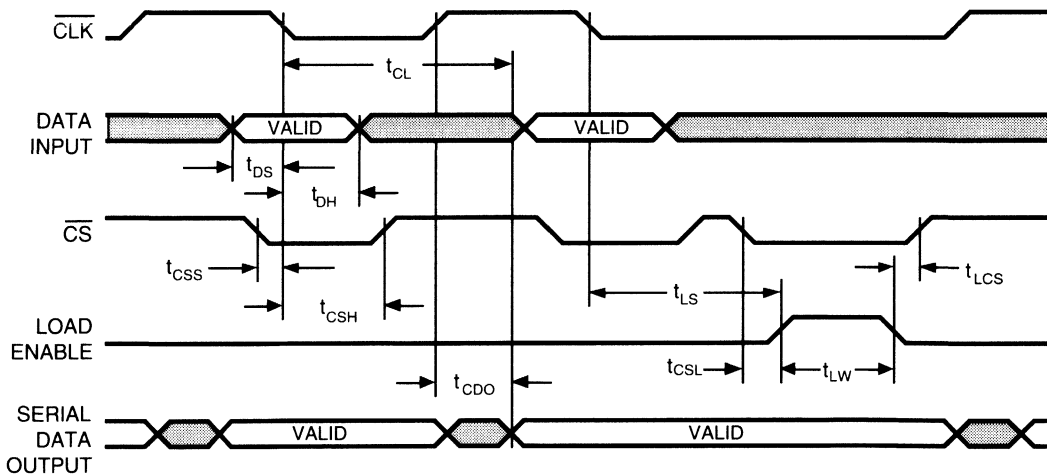 CLK
t_CL
DATA
INPUT
VALID
VALID
t_DS
t_DH
CS
t_CSS
t_CSH
t_LS
t_LCS
LOAD
ENABLE
t_CSL
t_LW
t_CDO
SERIAL
DATA
OUTPUT
VALID
VALID